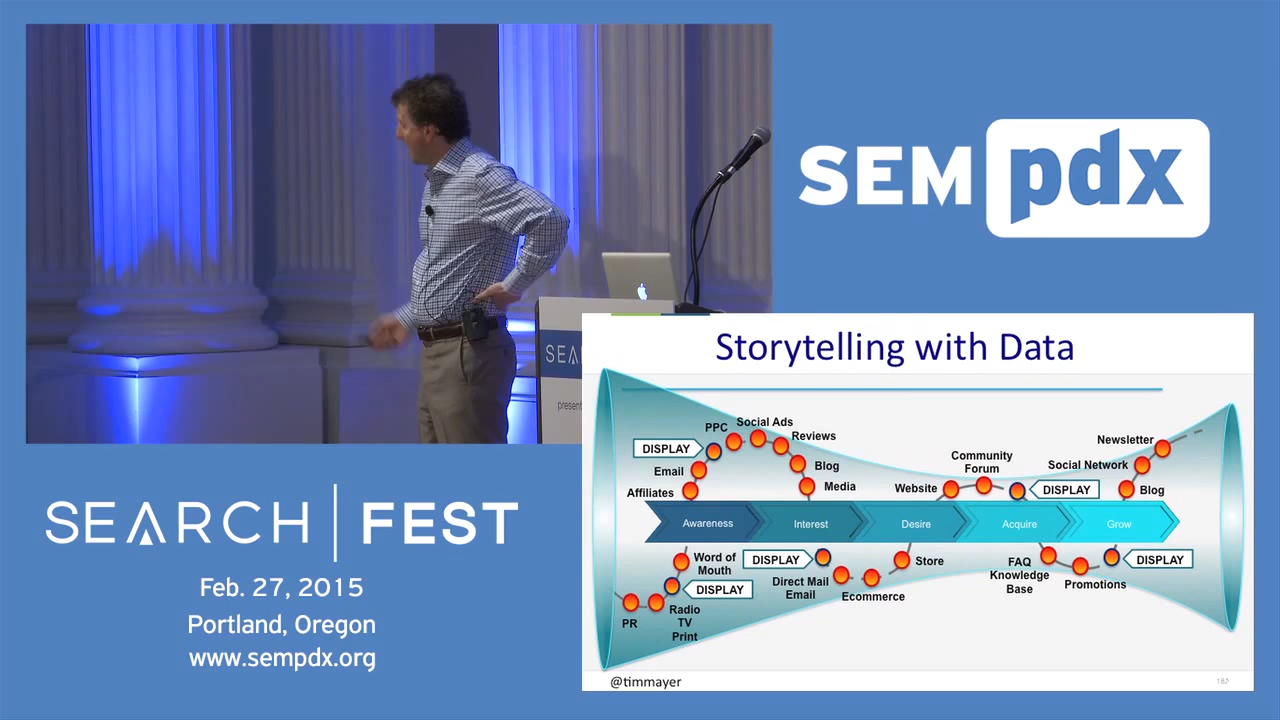 SEM pdx
SEA
present
SEARCH FEST
Feb. 27, 2015
Portland, Oregon
www.sempdx.org
Storytelling with Data
PPC
Social Ads
Reviews
DISPLAY
Email
Blog
Affiliates
Media
Newsletter
Community
Forum
Social Network
Website
DISPLAY
Blog
Awareness
Interest
Desire
Acquire
Grow
Word of
Mouth
DISPLAY
Store
FAQ
Knowledge
Base
DISPLAY
DISPLAY
Direct Mail
Email
Ecommerce
Promotions
PR
Radio
TV
Print
@timmayer